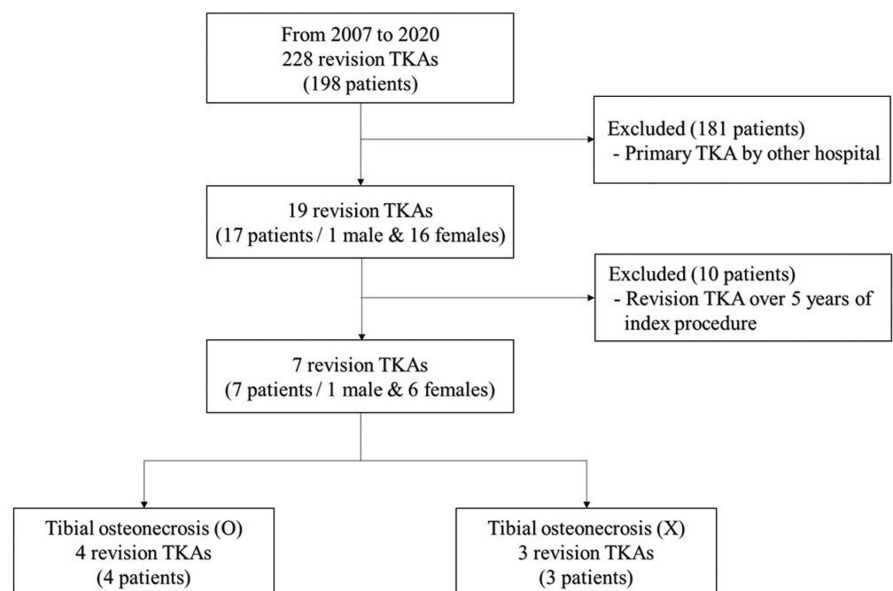 From 2007 to 2020
228 revision TKAs
(198 patients)
Excluded (181 patients)
- Primary TKA by other hospital
19 revision TKAs
(17 patients / 1 male & 16 females)
Excluded (10 patients)
- Revision TKA over 5 years of
index procedure
7 revision TKAs
(7 patients / 1 male & 6 females)
Tibial osteonecrosis (O)
4 revision TKAs
(4 patients)
Tibial osteonecrosis (X)
3 revision TKAs
(3 patients)